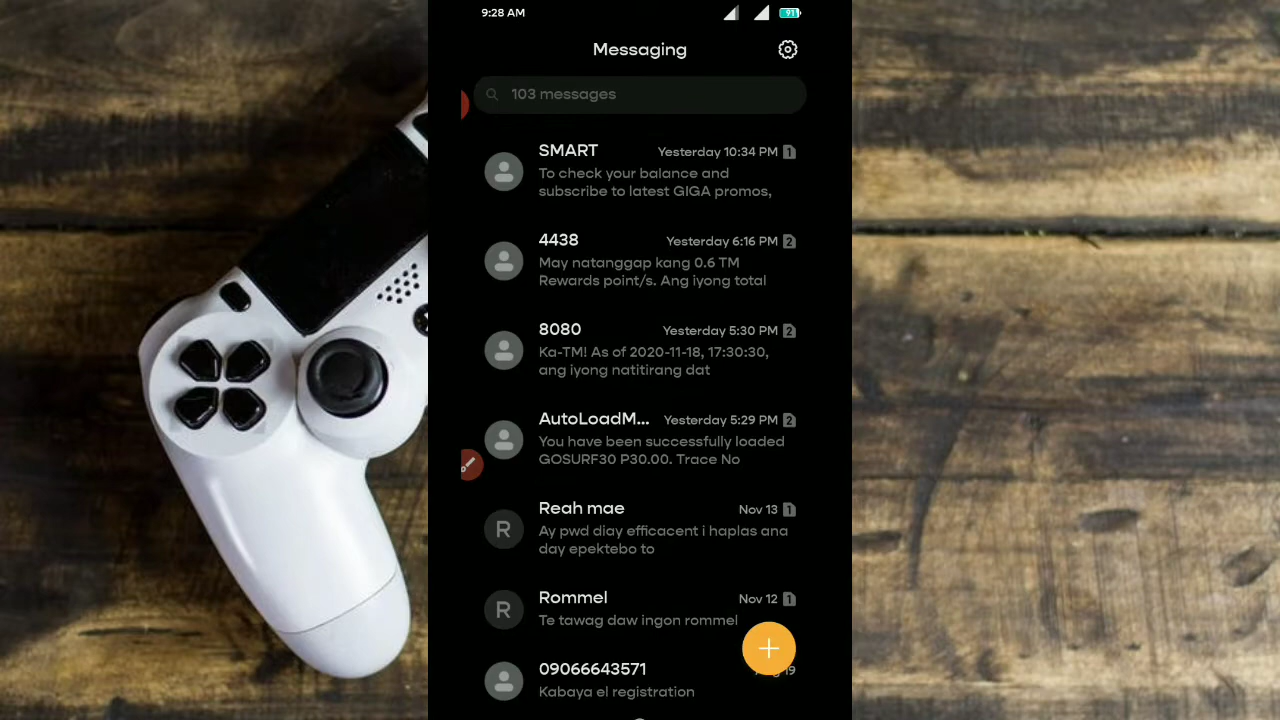 9:28 AM
91
Messaging
103 messages
SMART
Yesterday 10:34 PM 1
To check your balance and
subscribe to latest GIGA promos,
4438
Yesterday 6:16 PM 2
May natanggap kang 0.6 TM
Rewards point/s. Ang iyong total
8080
Yesterday 5:30 PM 2
Ka-TM! As of 2020-11-18, 17:30:30,
ang iyong natitirang dat
AutoLoadM...
Yesterday 5:29 PM 2
You have been successfully loaded
GOSURF30 P30.00. Trace No
R
Reah mae
Nov 13 1
Ay pwd diay efficacent i haplas ana
day epektebo to
R
Rommel
Nov 12 1
Te tawag daw ingon rommel
09066643571
19
Kabaya el registration